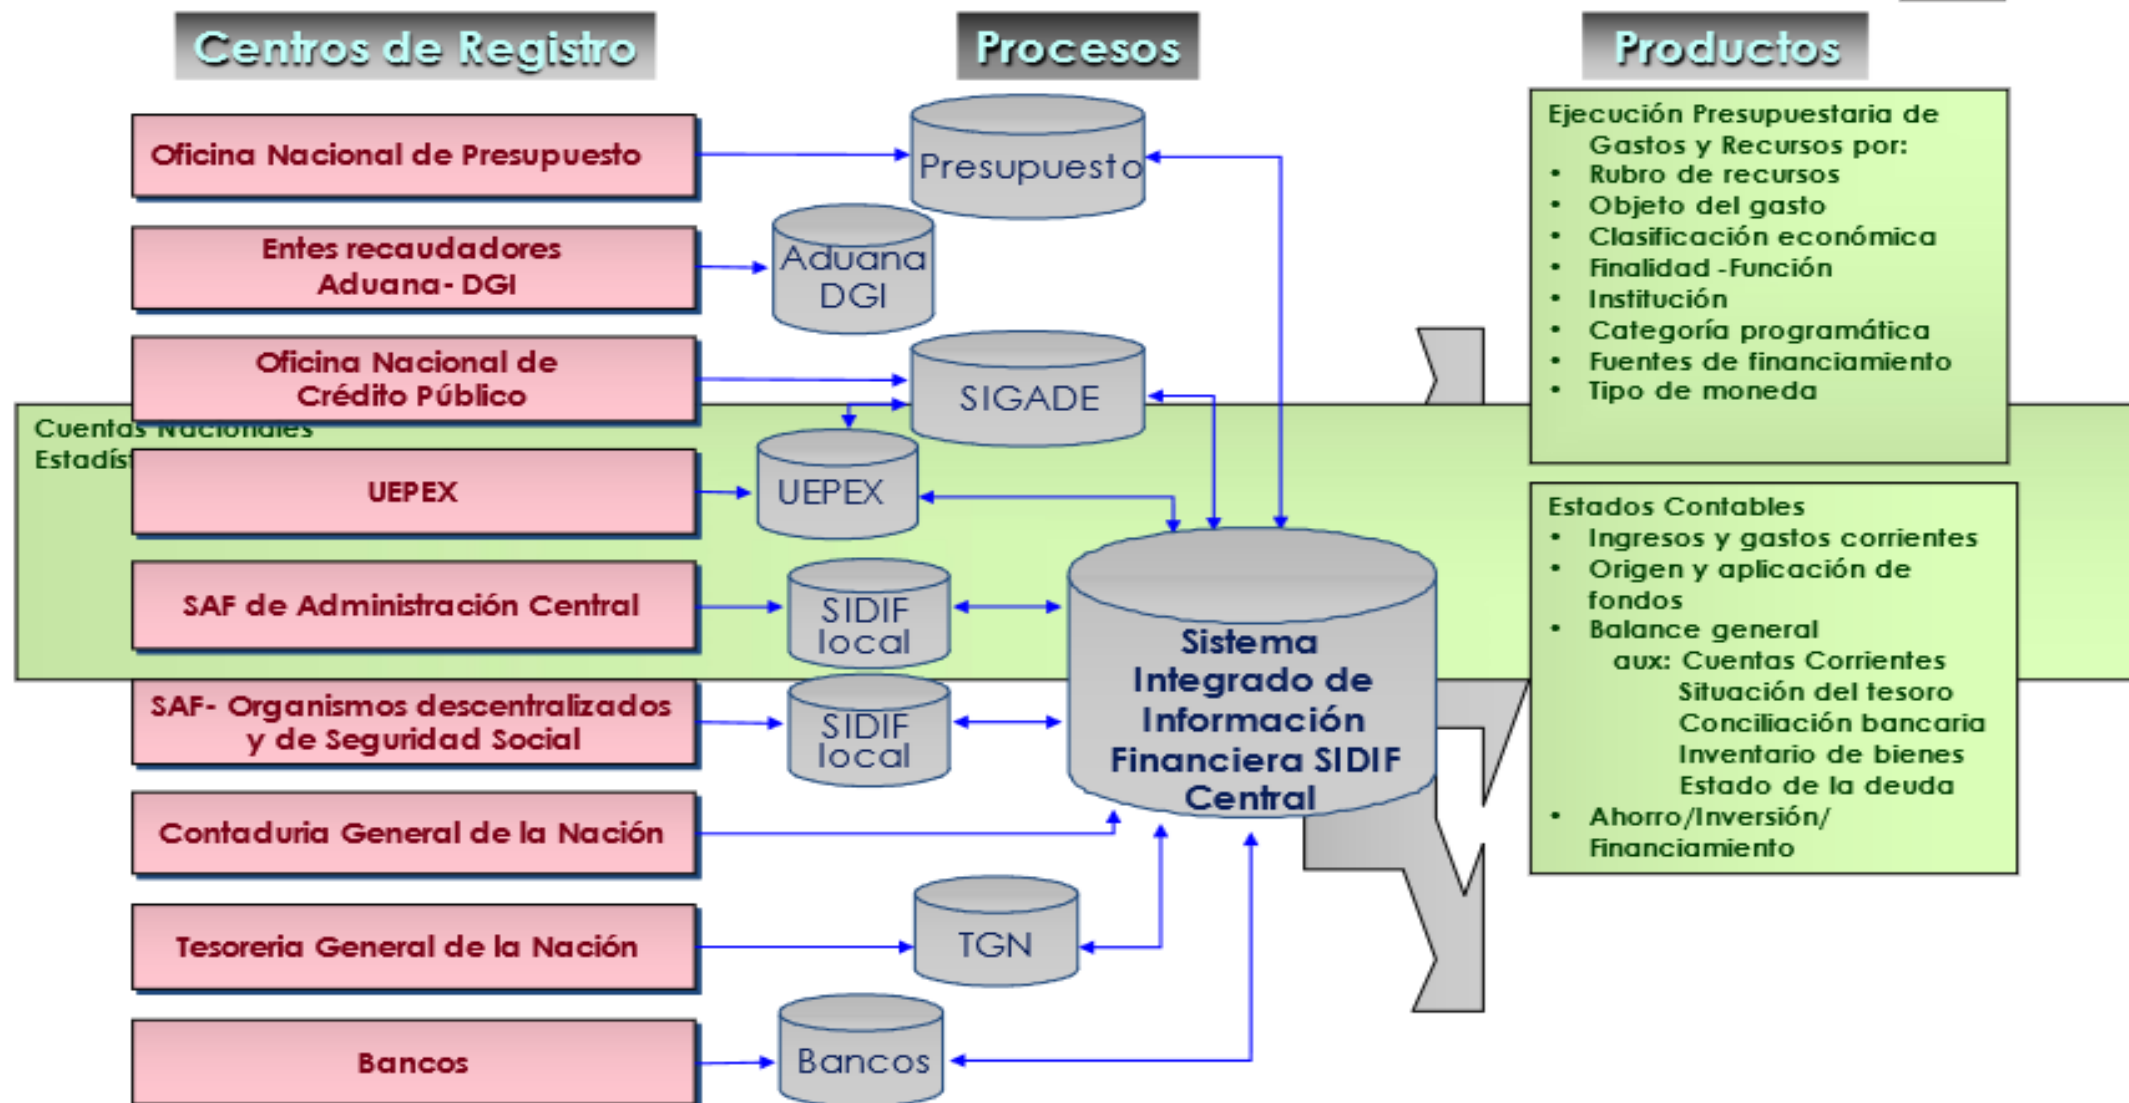 Centros de Registro
Procesos
Productos
Oficina Nacional de Presupuesto
Entes recaudadores
Aduana- DGI
Oficina Nacional de
Crédito Público
Cuentas Nacionales
UEPEX
SAF de Administración Central
SAF- Organismos descentralizados
y de Seguridad Social
Contaduria General de la Nación
Tesoreria General de la Nación
Bancos
Presupuesto
Aduana
DGI
SIGADE
UEPEX
SIDIF
local
SIDIF
local
TGN
Bancos
Sistema
Integrado de
Información
Financiera SIDIF
Central
Ejecución Presupuestaria de
Gastos y Recursos por:
• Rubro de recursos
• Objeto del gasto
• Clasificación económica
• Finalidad -Función
• Institución
• Categoría programática
• Fuentes de financiamiento
• Tipo de moneda
Estados Contables
• Ingresos y gastos corrientes
• Origen y aplicación de
fondos
• Balance general
aux: Cuentas Corrientes
Situación del tesoro
Conciliación bancaria
Inventario de bienes
Estado de la deuda
• Ahorro/Inversión/
Financiamiento